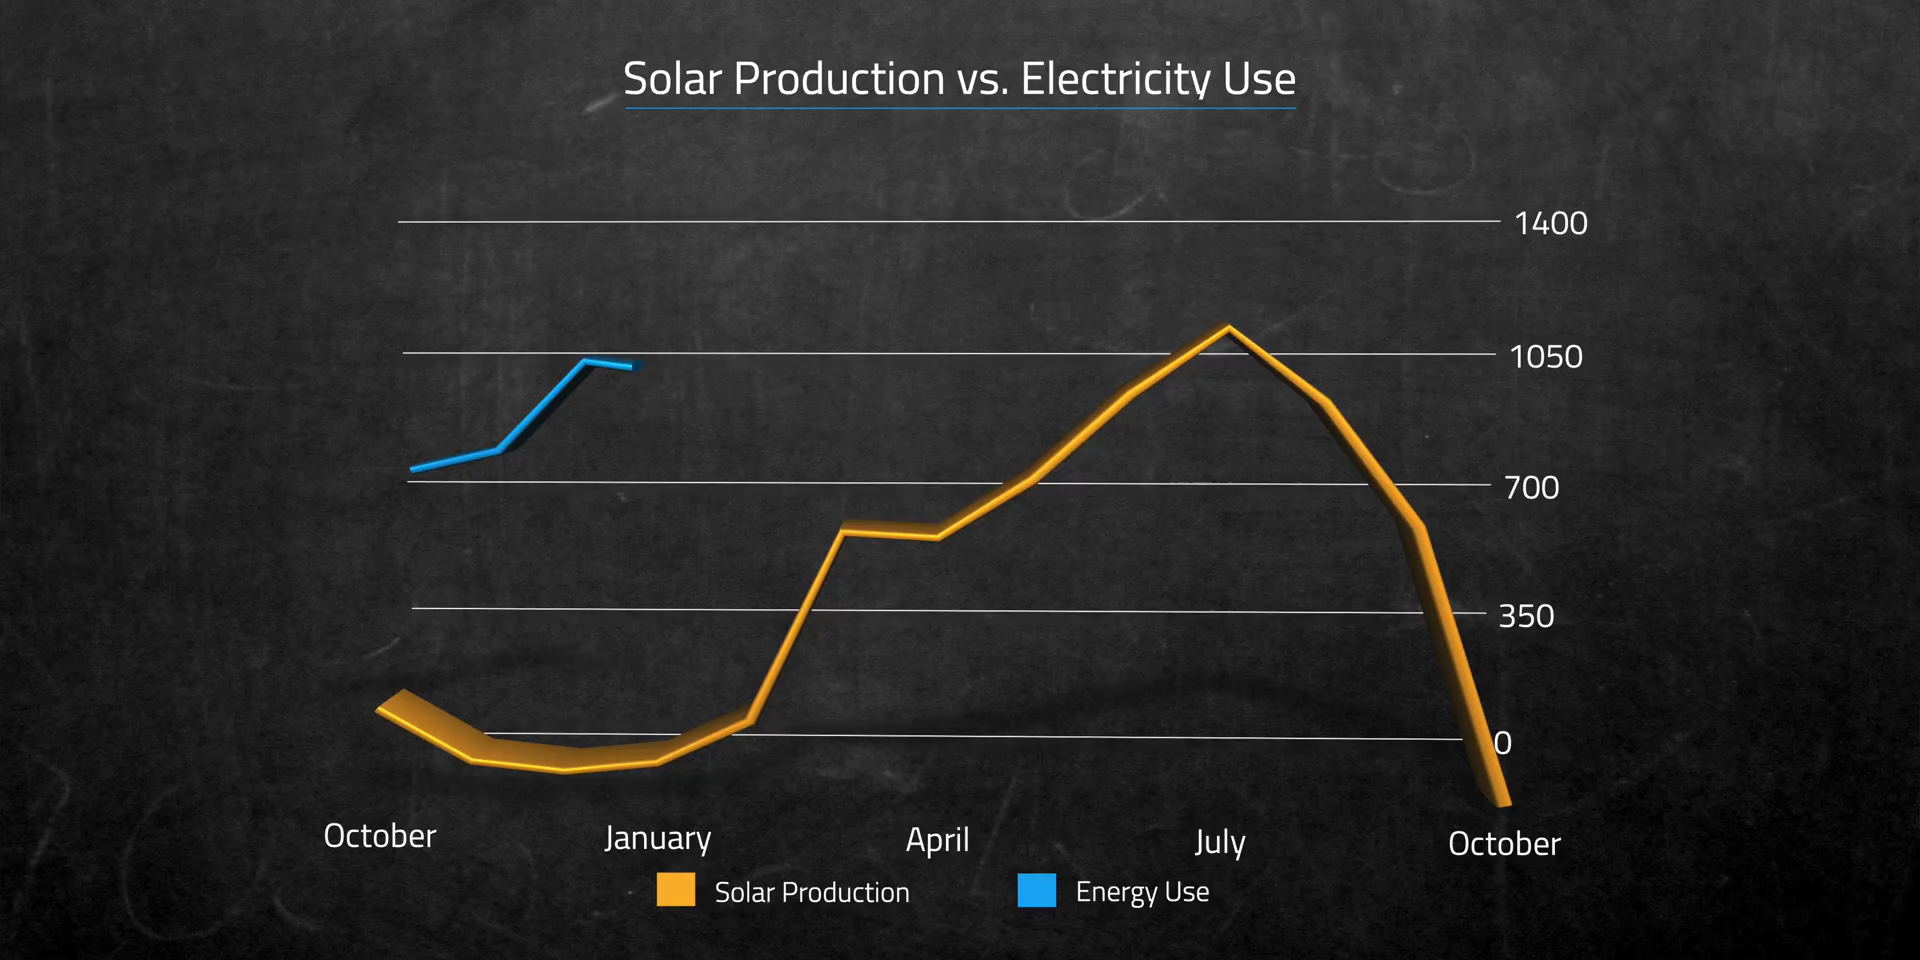 Solar Production vs. Electricity Use
1400
1050
700
350
0
October January April July October
Solar Production Energy Use